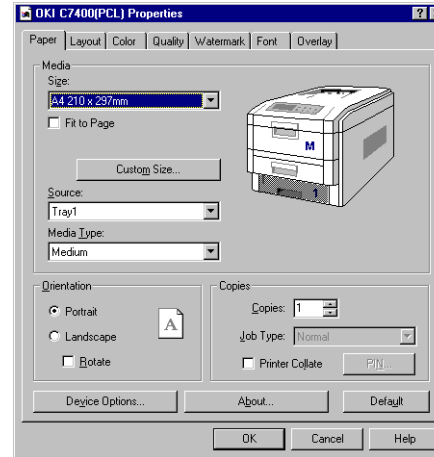 OKI C7400(PCL) Properties
Paper Layout Color Quality Watermark Font Overlay
Media
Size:
A4 210 x 297mm
Fit to Page
Custom Size...
Source:
Tray1
Media Type:
Medium
M
1
Orientation
Portrait
Landscape
Rotate
A
Copies
Copies: 1
Job Type: Normal
Printer Collate PIN...
Device Options... About... Default
OK Cancel Help